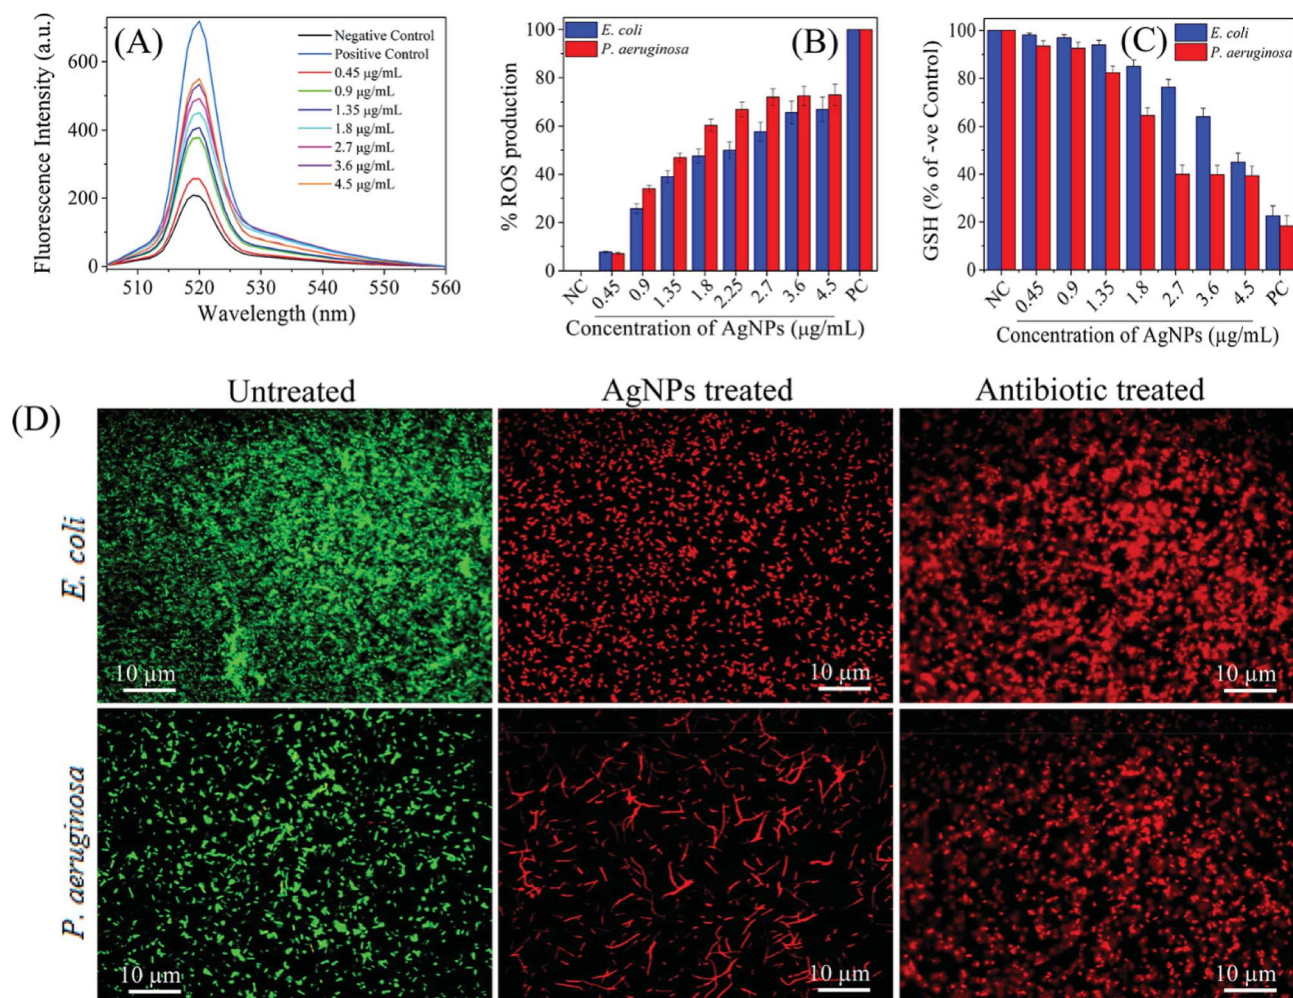 (A)
Fluorescence Intensity (a.u.)
600
400
200
0
510 520 530 540 550 560
Wavelength (nm)
Negative Control
Positive Control
0.45 µg/mL
0.9 µg/mL
1.35 µg/mL
1.8 µg/mL
2.7 µg/mL
3.6 µg/mL
4.5 µg/mL
(B)
E. coli
P. aeruginosa
% ROS production
100
80
60
40
20
0
NC 0.45 0.9 1.35 1.8 2.25 2.7 3.6 4.5 PC
Concentration of AgNPs (µg/mL)
(C)
E. coli
P. aeruginosa
GSH (% of -ve Control)
100
80
60
40
20
0
NC 0.45 0.9 1.35 1.8 2.7 3.6 4.5 PC
Concentration of AgNPs (µg/mL)
(D)
Untreated AgNPs treated Antibiotic treated
E. coli
10 µm 10 µm 10 µm
P. aeruginosa
10 µm 10 µm 10 µm